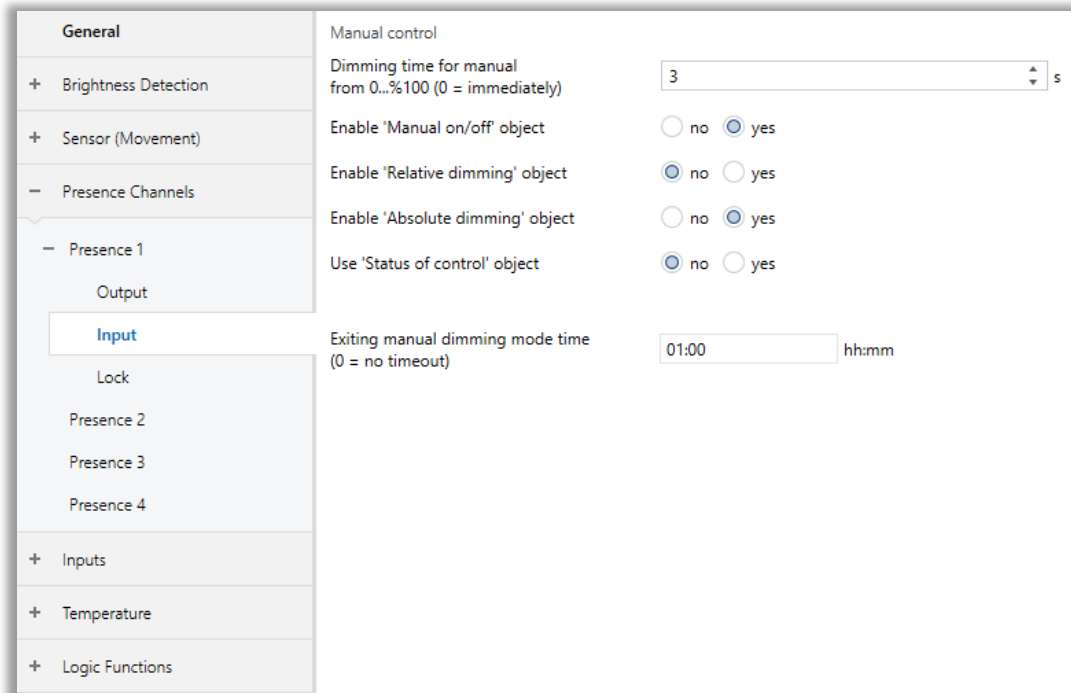 General
+ Brightness Detection
+ Sensor (Movement)
− Presence Channels
− Presence 1
Output
Input
Lock
Presence 2
Presence 3
Presence 4
+ Inputs
+ Temperature
+ Logic Functions
Manual control
Dimming time for manual
from 0...%100 (0 = immediately)
3 s
Enable 'Manual on/off' object no yes
Enable 'Relative dimming' object no yes
Enable 'Absolute dimming' object no yes
Use 'Status of control' object no yes
Exiting manual dimming mode time
(0 = no timeout)
01:00 hh:mm